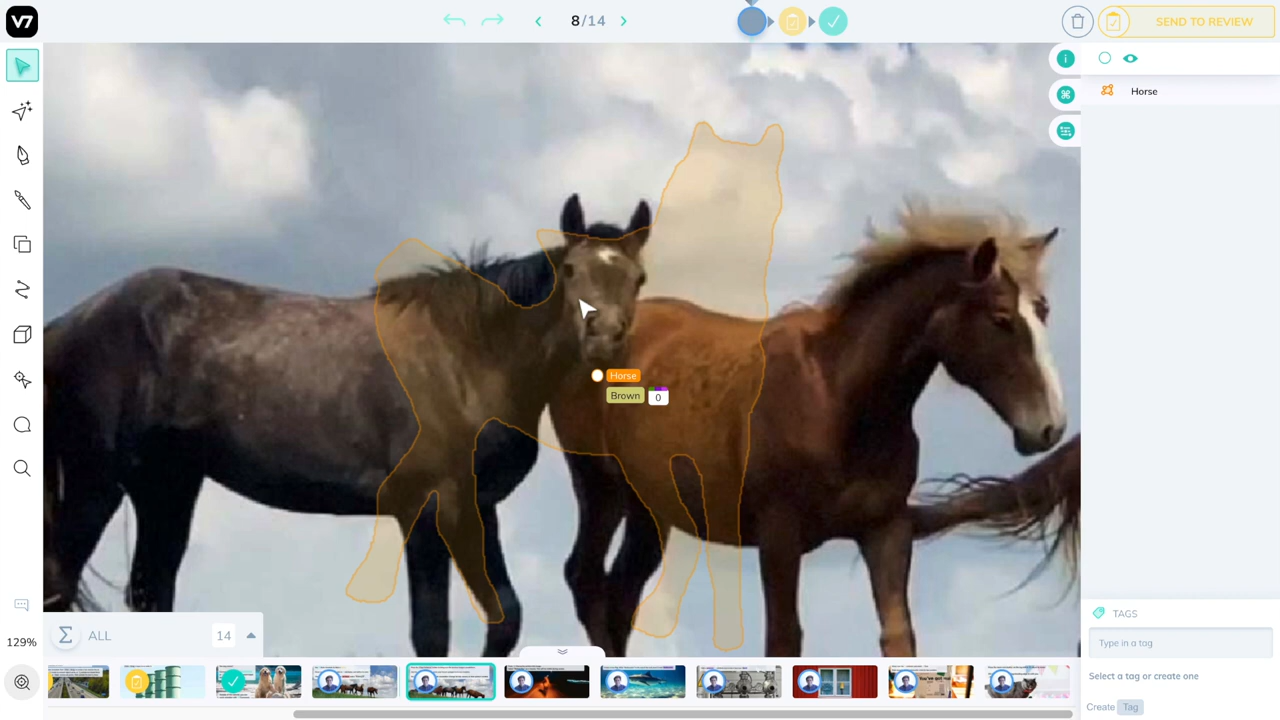 V7
8/14
SEND TO REVIEW
i
Horse
Horse
Brown 0
129%
Σ ALL 14
TAGS
Type in a tag
Select a tag or create one
Create Tag